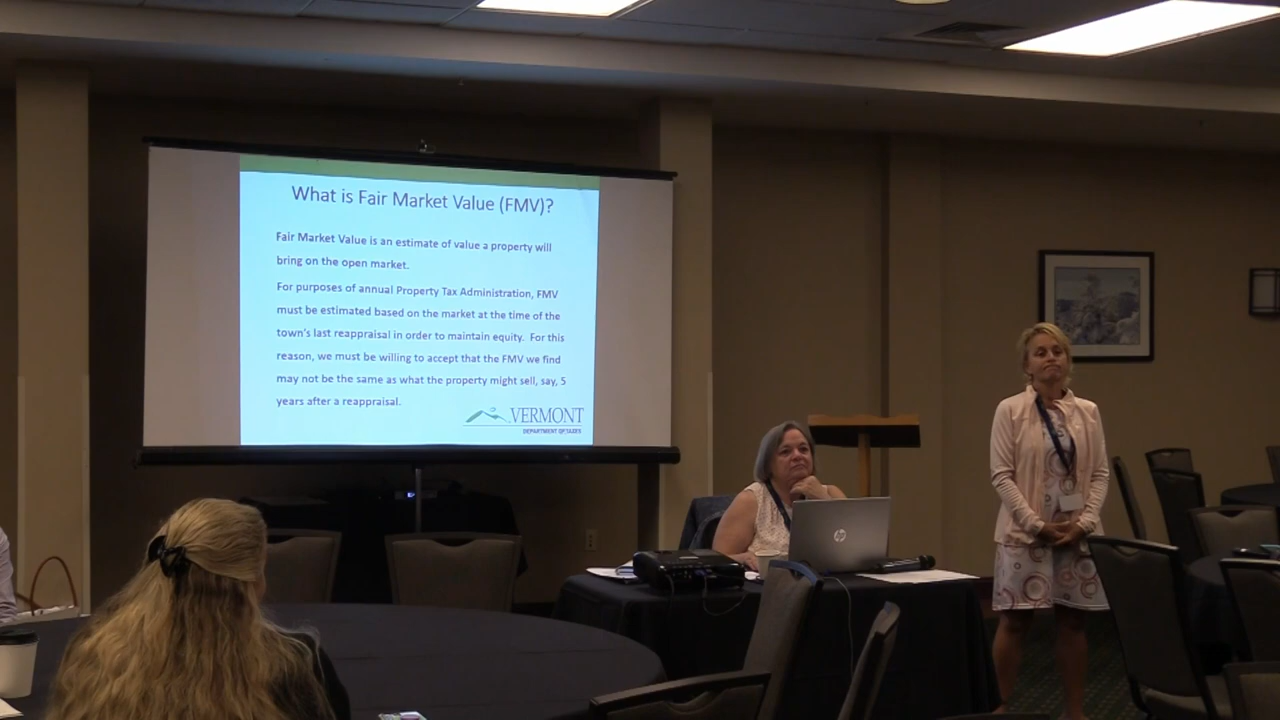 What is Fair Market Value (FMV)?
Fair Market Value is an estimate of value a property will
bring on the open market.
For purposes of annual Property Tax Administration, FMV
must be estimated based on the market at the time of the
town's last reappraisal in order to maintain equity. For this
reason, we must be willing to accept that the FMV we find
may not be the same as what the property might sell, say, 5
years after a reappraisal.
VERMONT
DEPARTMENT OF TAXES
hp